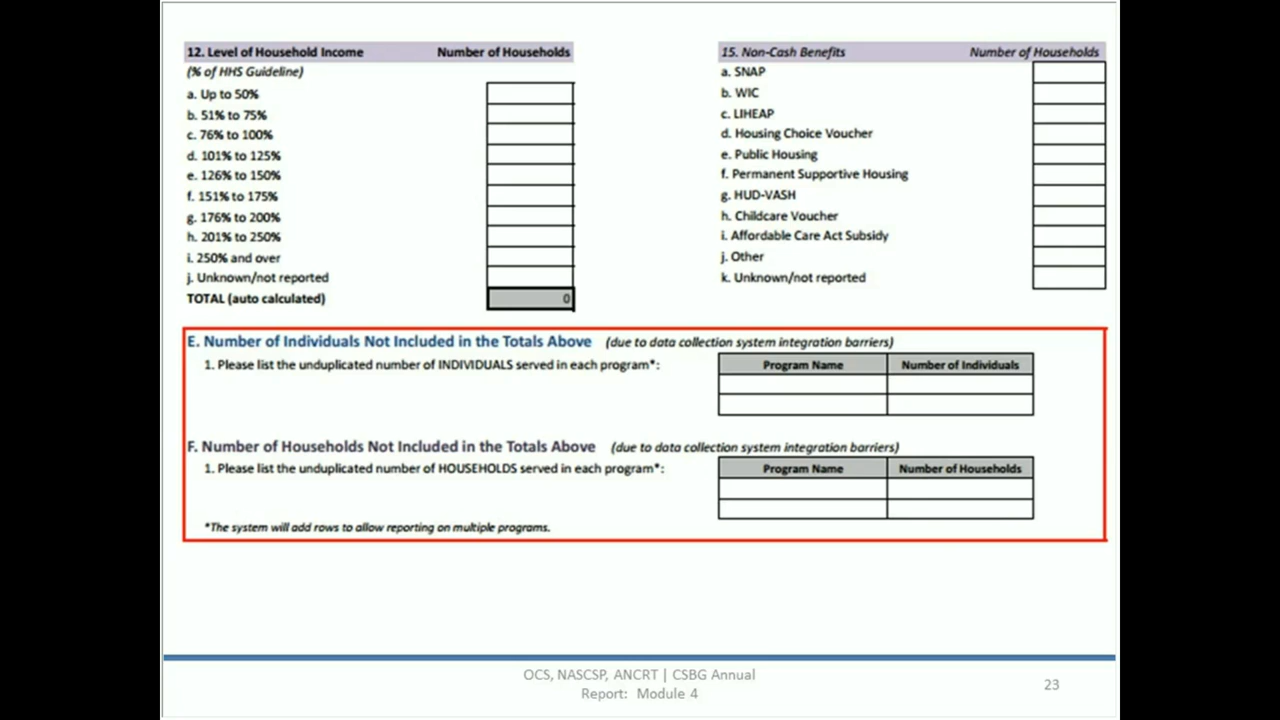 12. Level of Household Income Number of Households
(% of HHS Guideline)
a. Up to 50%
b. 51% to 75%
c. 76% to 100%
d. 101% to 125%
e. 126% to 150%
f. 151% to 175%
g. 176% to 200%
h. 201% to 250%
i. 250% and over
j. Unknown/not reported
TOTAL (auto calculated) 0
15. Non-Cash Benefits Number of Households
a. SNAP
b. WIC
c. LIHEAP
d. Housing Choice Voucher
e. Public Housing
f. Permanent Supportive Housing
g. HUD-VASH
h. Childcare Voucher
i. Affordable Care Act Subsidy
j. Other
k. Unknown/not reported
E. Number of Individuals Not Included in the Totals Above (due to data collection system integration barriers)
1. Please list the unduplicated number of INDIVIDUALS served in each program*:
Program Name Number of Individuals
F. Number of Households Not Included in the Totals Above (due to data collection system integration barriers)
1. Please list the unduplicated number of HOUSEHOLDS served in each program*:
Program Name Number of Households
*The system will add rows to allow reporting on multiple programs.
OCS, NASCSP, ANCRT | CSBG Annual
Report: Module 4
23